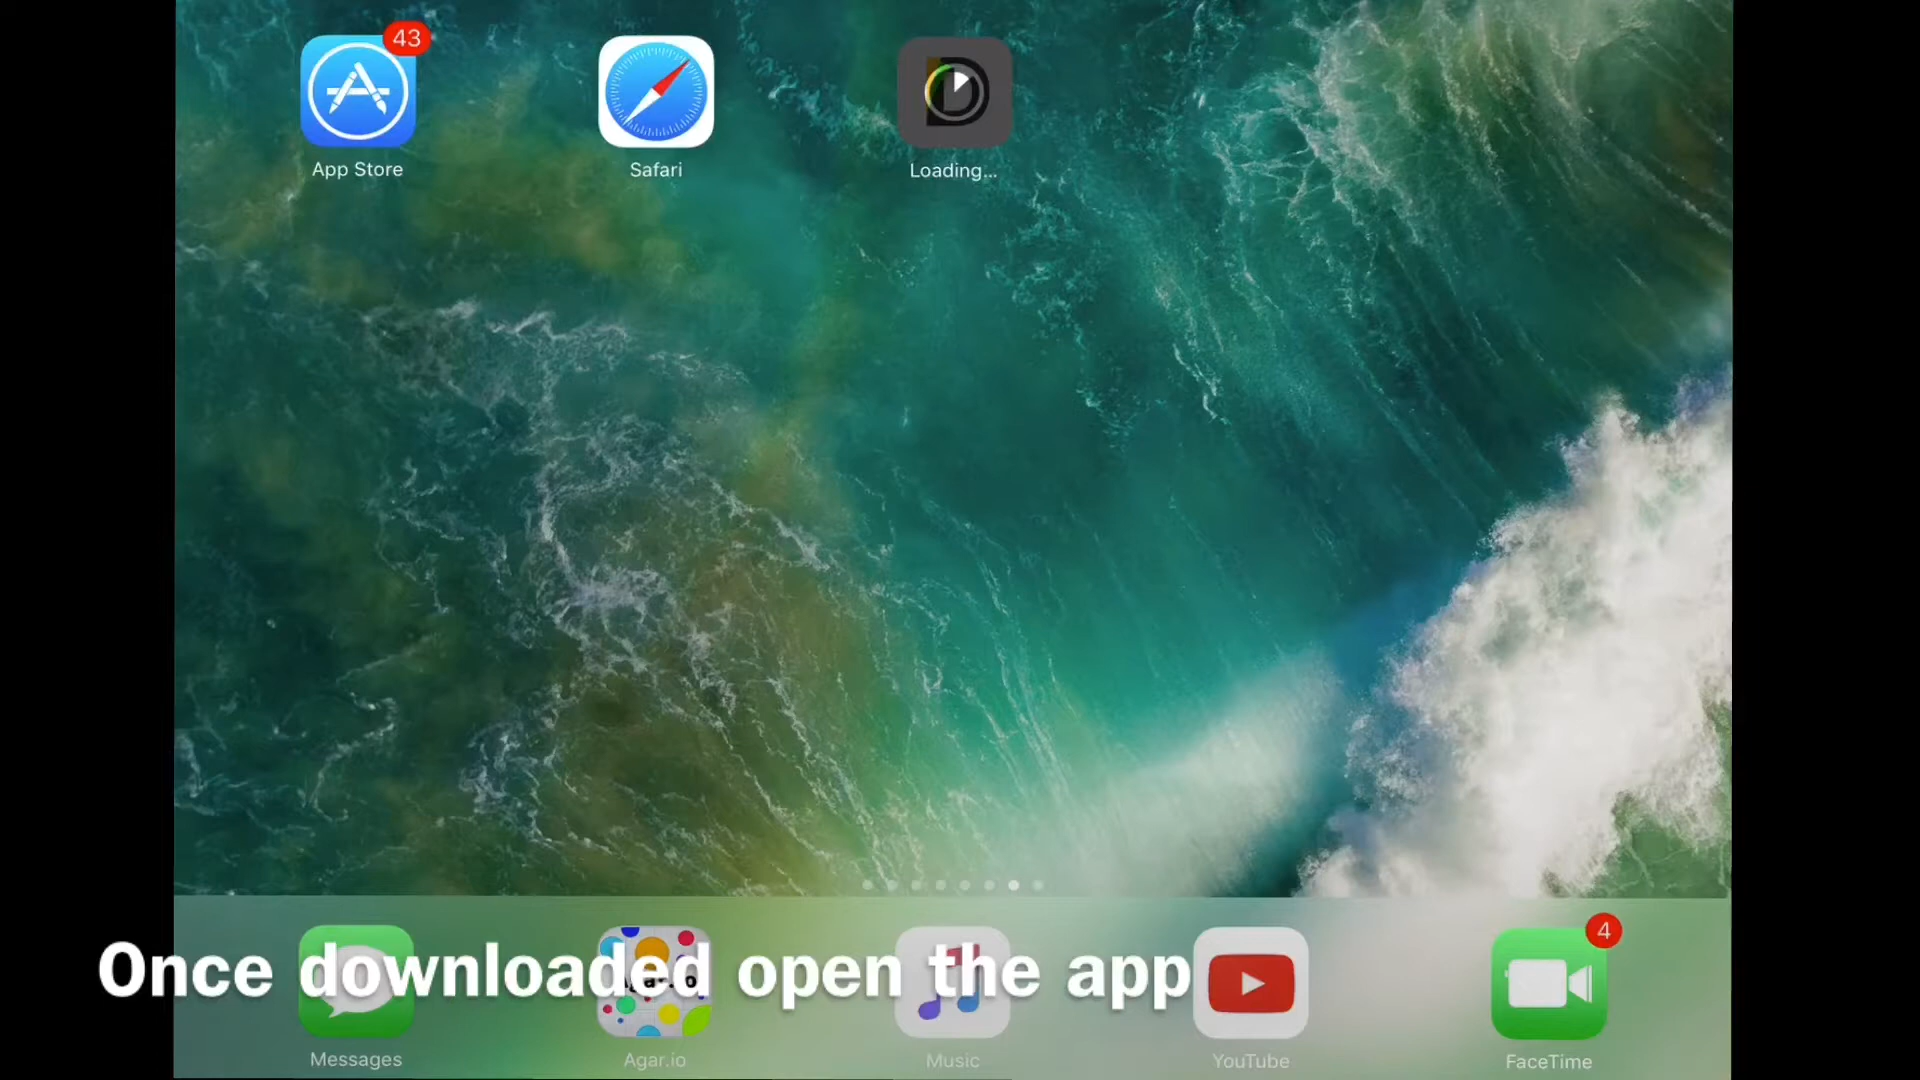 43
App Store
Safari
Loading...
Once downloaded open the app
4
Messages
Agar.io
Music
YouTube
FaceTime